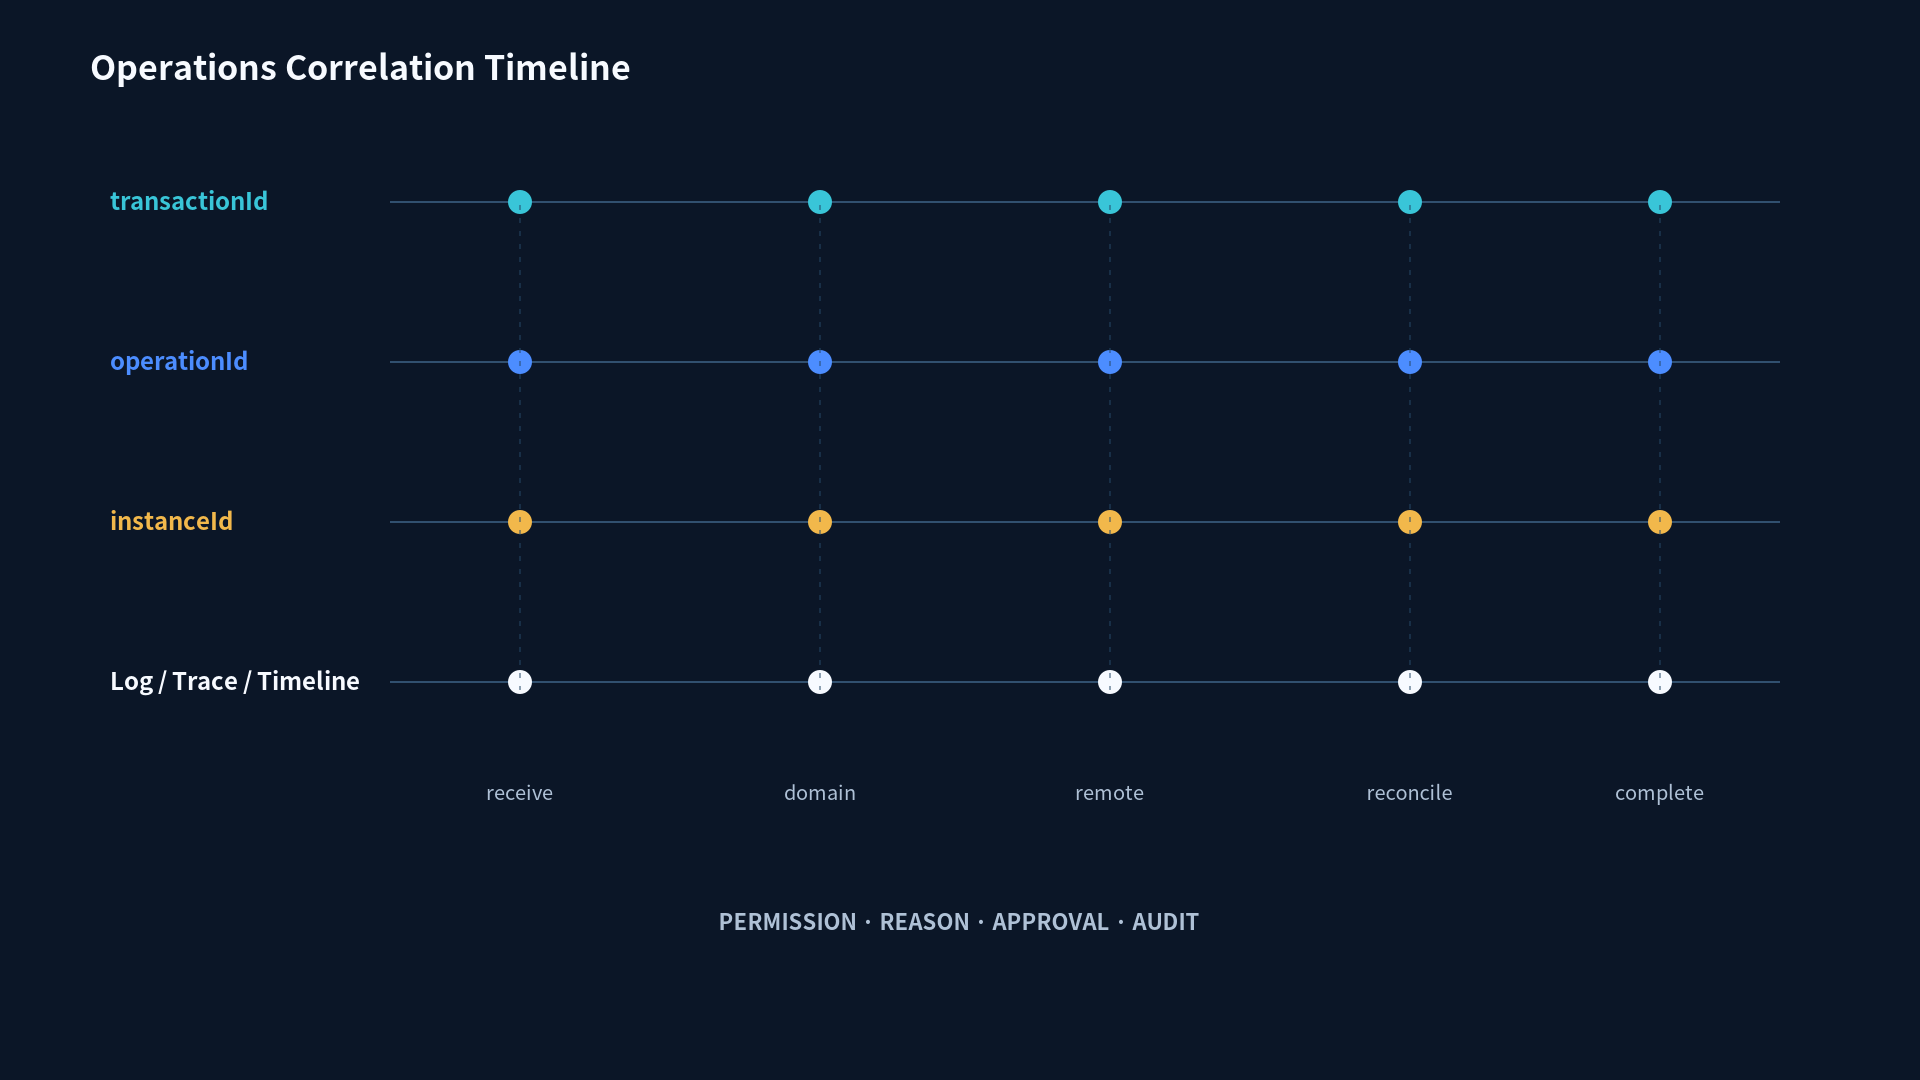 Operations Correlation Timeline
transactionId
operationId
instanceId
Log / Trace / Timeline
receive domain remote reconcile complete
PERMISSION · REASON · APPROVAL · AUDIT